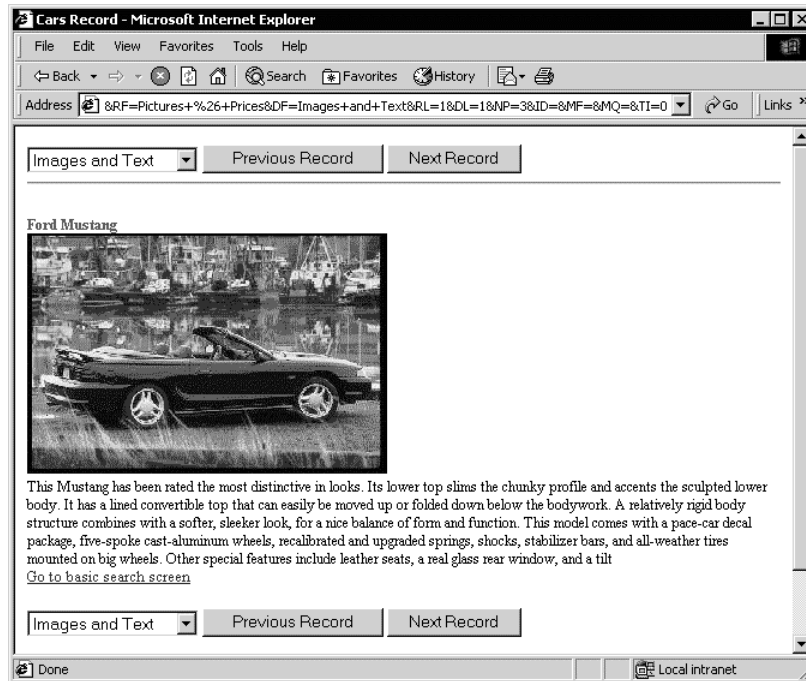 Cars Record - Microsoft Internet Explorer
File Edit View Favorites Tools Help
Back Search Favorites History
Address &RF=Pictures+%26+Prices&DF=Images+and+Text&RL=1&DL=1&NP=3&ID=&MF=&MQ=&TI=0 Go Links »
Images and Text Previous Record Next Record
Ford Mustang
This Mustang has been rated the most distinctive in looks. Its lower top slims the chunky profile and accents the sculpted lower
body. It has a lined convertible top that can easily be moved up or folded down below the bodywork. A relatively rigid body
structure combines with a softer, sleeker look, for a nice balance of form and function. This model comes with a pace-car decal
package, five-spoke cast-aluminum wheels, recalibrated and upgraded springs, shocks, stabilizer bars, and all-weather tires
mounted on big wheels. Other special features include leather seats, a real glass rear window, and a tilt
Go to basic search screen
Images and Text Previous Record Next Record
Done Local intranet